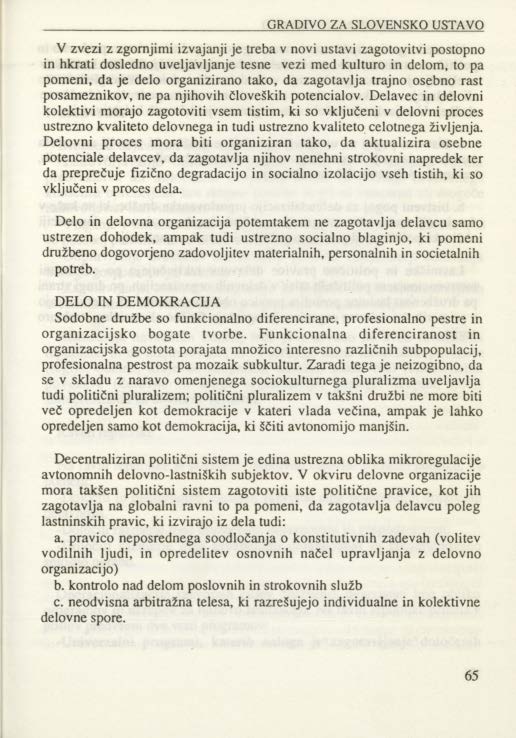 GRADIVO ZA SLOVENSKO USTAVO
V zvezi z zgornjimi izvajanji je treba v novi ustavi zagotovitvi postopno
in hkrati dosledno uveljavljanje tesne vezi med kulturo in delom, to pa
pomeni, da je delo organizirano tako, da zagotavlja trajno osebno rast
posameznikov, ne pa njihovih človeških potencialov. Delavec in delovni
kolektivi morajo zagotoviti vsem tistim, ki so vključeni v delovni proces
ustrezno kvaliteto delovnega in tudi ustrezno kvaliteto celotnega življenja.
Delovni proces mora biti organiziran tako, da aktualizira osebne
potenciale delavcev, da zagotavlja njihov nenehni strokovni napredek ter
da preprečuje fizično degradacijo in socialno izolacijo vseh tistih, ki so
vključeni v proces dela.
Delo in delovna organizacija potemtakem ne zagotavlja delavcu samo
ustrezen dohodek, ampak tudi ustrezno socialno blaginjo, ki pomeni
družbeno dogovorjeno zadovoljitev materialnih, personalnih in societalnih
potreb.
DELO IN DEMOKRACIJA
Sodobne družbe so funkcionalno diferencirane, profesionalno pestre in
organizacijsko bogate tvorbe. Funkcionalna diferenciranost in
organizacijska gostota porajata množico interesno različnih subpopulacij,
profesionalna pestrost pa mozaik subkultur. Zaradi tega je neizogibno, da
se v skladu z naravo omenjenega sociokulturnega pluralizma uveljavlja
tudi politični pluralizem; politični pluralizem v takšni družbi ne more biti
več opredeljen kot demokracije v kateri vlada večina, ampak je lahko
opredeljen samo kot demokracija, ki ščiti avtonomijo manjšin.
Decentraliziran politični sistem je edina ustrezna oblika mikroregulacije
avtonomnih delovno-lastniških subjektov. V okviru delovne organizacije
mora takšen politični sistem zagotoviti iste politične pravice, kot jih
zagotavlja na globalni ravni to pa pomeni, da zagotavlja delavcu poleg
lastninskih pravic, ki izvirajo iz dela tudi:
a. pravico neposrednega soodločanja o konstitutivnih zadevah (volitev
vodilnih ljudi, in opredelitev osnovnih načel upravljanja z delovno
organizacijo)
b. kontrolo nad delom poslovnih in strokovnih služb
c. neodvisna arbitražna telesa, ki razrešujejo individualne in kolektivne
delovne spore.
65